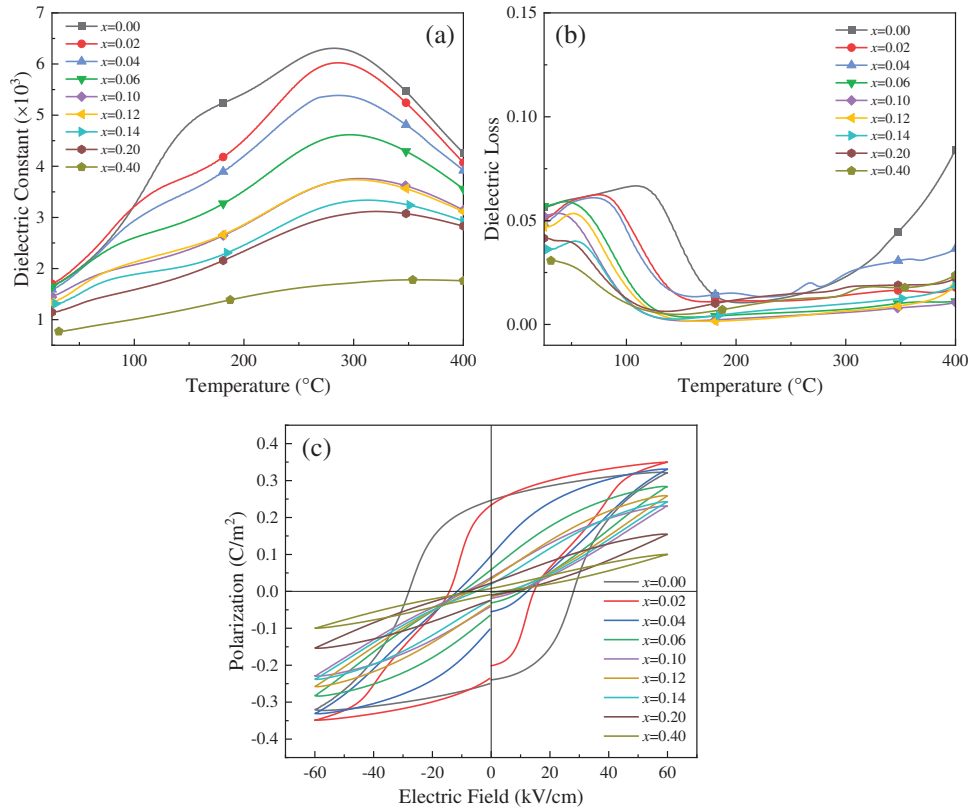 (a)
Dielectric Constant (×10³)
7
6
5
4
3
2
1
x=0.00
x=0.02
x=0.04
x=0.06
x=0.10
x=0.12
x=0.14
x=0.20
x=0.40
100
200
300
400
Temperature (°C)
(b)
Dielectric Loss
0.15
0.10
0.05
0.00
x=0.00
x=0.02
x=0.04
x=0.06
x=0.10
x=0.12
x=0.14
x=0.20
x=0.40
100
200
300
400
Temperature (°C)
(c)
Polarization (C/m²)
0.4
0.3
0.2
0.1
0.0
-0.1
-0.2
-0.3
-0.4
x=0.00
x=0.02
x=0.04
x=0.06
x=0.10
x=0.12
x=0.14
x=0.20
x=0.40
-60
-40
-20
0
20
40
60
Electric Field (kV/cm)